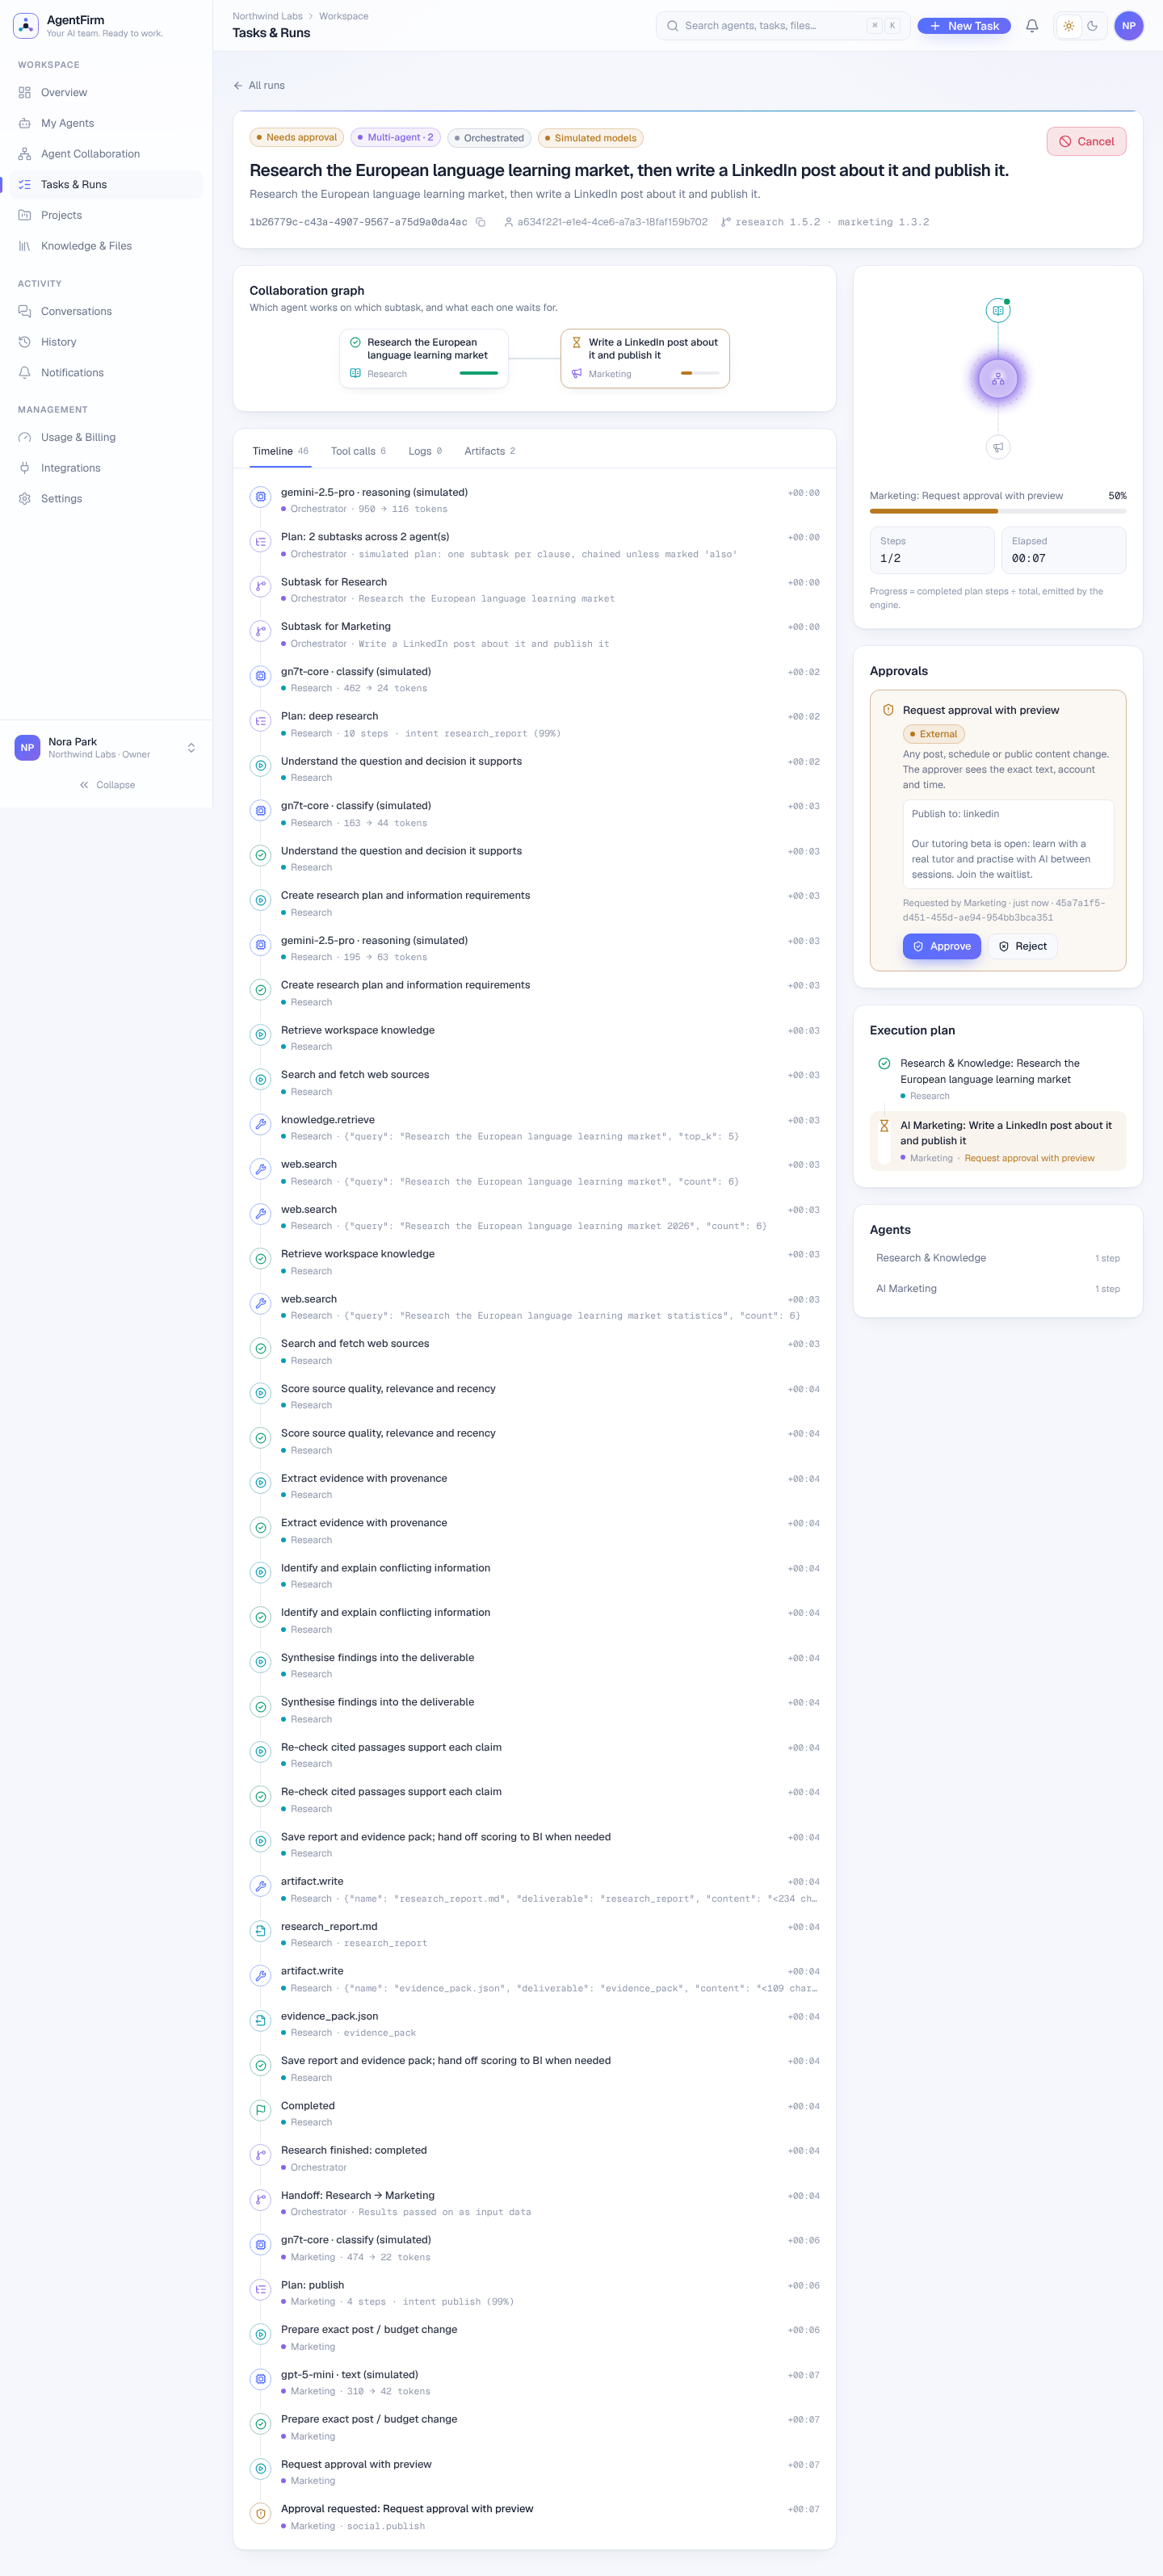 AgentFirm
Your AI team. Ready to work.
WORKSPACE
Overview
My Agents
Agent Collaboration
Tasks & Runs
Projects
Knowledge & Files
ACTIVITY
Conversations
History
Notifications
MANAGEMENT
Usage & Billing
Integrations
Settings
NP
Nora Park
Northwind Labs · Owner
Collapse
Northwind Labs > Workspace
Tasks & Runs
Search agents, tasks, files...
⌘ K
New Task
NP
All runs
Needs approval
Multi-agent · 2
Orchestrated
Simulated models
Cancel
Research the European language learning market, then write a LinkedIn post about it and publish it.
Research the European language learning market, then write a LinkedIn post about it and publish it.
1b26779c-c43a-4907-9567-a75d9a0da4ac a634f221-e1e4-4ce6-a7a3-18faf159b702 research 1.5.2 · marketing 1.3.2
Collaboration graph
Which agent works on which subtask, and what each one waits for.
Research the European
language learning market
Research
Write a LinkedIn post about
it and publish it
Marketing
Timeline 46
Tool calls 6
Logs 0
Artifacts 2
gemini-2.5-pro · reasoning (simulated) +00:00
Orchestrator · 950 → 116 tokens
Plan: 2 subtasks across 2 agent(s) +00:00
Orchestrator · simulated plan: one subtask per clause, chained unless marked 'also'
Subtask for Research +00:00
Orchestrator · Research the European language learning market
Subtask for Marketing +00:00
Orchestrator · Write a LinkedIn post about it and publish it
gn7t-core · classify (simulated) +00:02
Research · 462 → 24 tokens
Plan: deep research +00:02
Research · 10 steps · intent research_report (99%)
Understand the question and decision it supports +00:02
Research
gn7t-core · classify (simulated) +00:03
Research · 163 → 44 tokens
Understand the question and decision it supports +00:03
Research
Create research plan and information requirements +00:03
Research
gemini-2.5-pro · reasoning (simulated) +00:03
Research · 195 → 63 tokens
Create research plan and information requirements +00:03
Research
Retrieve workspace knowledge +00:03
Research
Search and fetch web sources +00:03
Research
knowledge.retrieve +00:03
Research · {"query": "Research the European language learning market", "top_k": 5}
web.search +00:03
Research · {"query": "Research the European language learning market", "count": 6}
web.search +00:03
Research · {"query": "Research the European language learning market 2026", "count": 6}
Retrieve workspace knowledge +00:03
Research
web.search +00:03
Research · {"query": "Research the European language learning market statistics", "count": 6}
Search and fetch web sources +00:03
Research
Score source quality, relevance and recency +00:04
Research
Score source quality, relevance and recency +00:04
Research
Extract evidence with provenance +00:04
Research
Extract evidence with provenance +00:04
Research
Identify and explain conflicting information +00:04
Research
Identify and explain conflicting information +00:04
Research
Synthesise findings into the deliverable +00:04
Research
Synthesise findings into the deliverable +00:04
Research
Re-check cited passages support each claim +00:04
Research
Re-check cited passages support each claim +00:04
Research
Save report and evidence pack; hand off scoring to BI when needed +00:04
Research
artifact.write +00:04
Research · {"name": "research_report.md", "deliverable": "research_report", "content": "<234 ch…
research_report.md +00:04
Research · research_report
artifact.write +00:04
Research · {"name": "evidence_pack.json", "deliverable": "evidence_pack", "content": "<109 char…
evidence_pack.json +00:04
Research · evidence_pack
Save report and evidence pack; hand off scoring to BI when needed +00:04
Research
Completed +00:04
Research
Research finished: completed +00:04
Orchestrator
Handoff: Research → Marketing +00:04
Orchestrator · Results passed on as input data
gn7t-core · classify (simulated) +00:06
Marketing · 474 → 22 tokens
Plan: publish +00:06
Marketing · 4 steps · intent publish (99%)
Prepare exact post / budget change +00:06
Marketing
gpt-5-mini · text (simulated) +00:07
Marketing · 310 → 42 tokens
Prepare exact post / budget change +00:07
Marketing
Request approval with preview +00:07
Marketing
Approval requested: Request approval with preview +00:07
Marketing · social.publish
Marketing: Request approval with preview 50%
Steps
1/2
Elapsed
00:07
Progress = completed plan steps ÷ total, emitted by the
engine.
Approvals
Request approval with preview
External
Any post, schedule or public content change.
The approver sees the exact text, account
and time.
Publish to: linkedin
Our tutoring beta is open: learn with a
real tutor and practise with AI between
sessions. Join the waitlist.
Requested by Marketing · just now · 45a7a1f5-
d451-455d-ae94-954bb3bca351
Approve
Reject
Execution plan
Research & Knowledge: Research the
European language learning market
Research
AI Marketing: Write a LinkedIn post about it
and publish it
Marketing · Request approval with preview
Agents
Research & Knowledge 1 step
AI Marketing 1 step